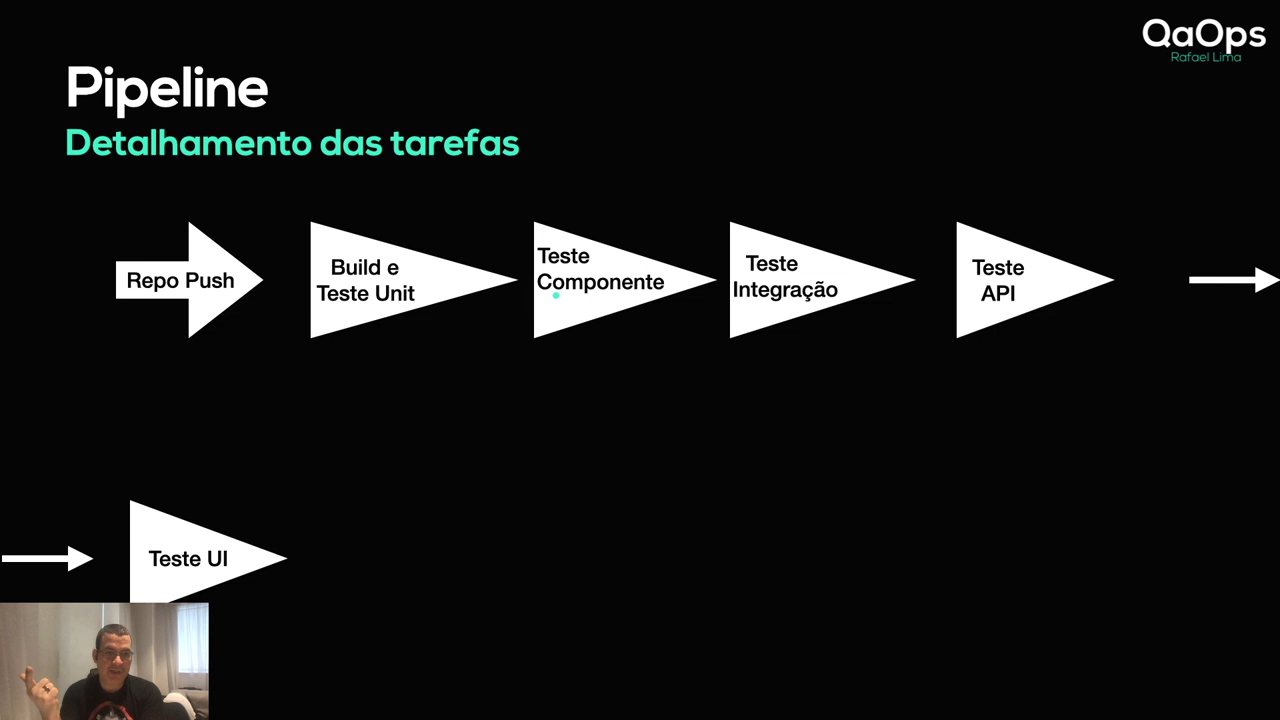 QaOps
Rafael Lima
Pipeline
Detalhamento das tarefas
Repo Push
Build e
Teste Unit
Teste
Componente
Teste
Integração
Teste
API
Teste UI